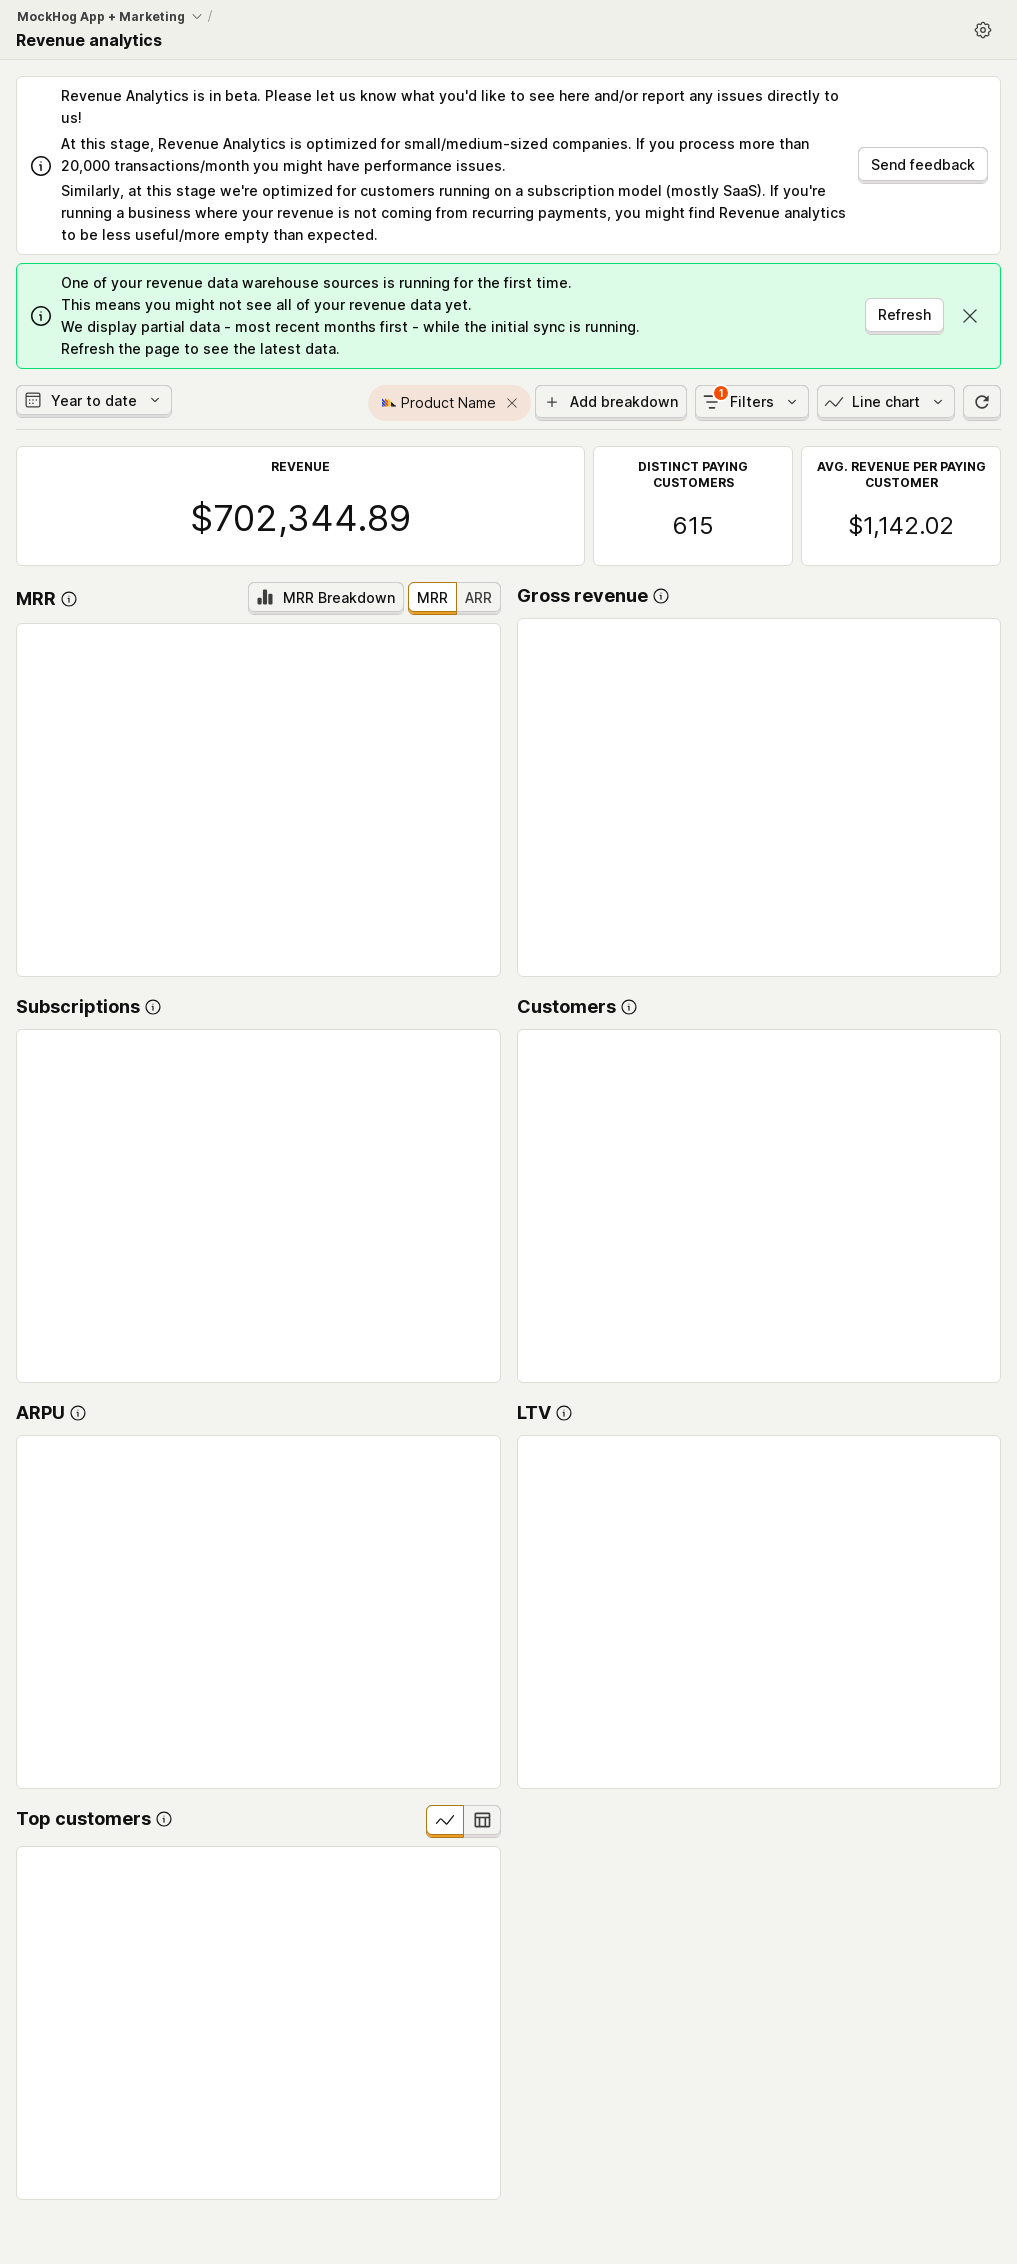 MockHog App + Marketing /
Revenue analytics
Revenue Analytics is in beta. Please let us know what you'd like to see here and/or report any issues directly to
us!
At this stage, Revenue Analytics is optimized for small/medium-sized companies. If you process more than
20,000 transactions/month you might have performance issues.
Similarly, at this stage we're optimized for customers running on a subscription model (mostly SaaS). If you're
running a business where your revenue is not coming from recurring payments, you might find Revenue analytics
to be less useful/more empty than expected.
Send feedback
One of your revenue data warehouse sources is running for the first time.
This means you might not see all of your revenue data yet.
We display partial data - most recent months first - while the initial sync is running.
Refresh the page to see the latest data.
Refresh
Year to date
Product Name
Add breakdown
1
Filters
Line chart
REVENUE
$702,344.89
DISTINCT PAYING
CUSTOMERS
615
AVG. REVENUE PER PAYING
CUSTOMER
$1,142.02
MRR
MRR Breakdown
MRR
ARR
Gross revenue
Subscriptions
Customers
ARPU
LTV
Top customers